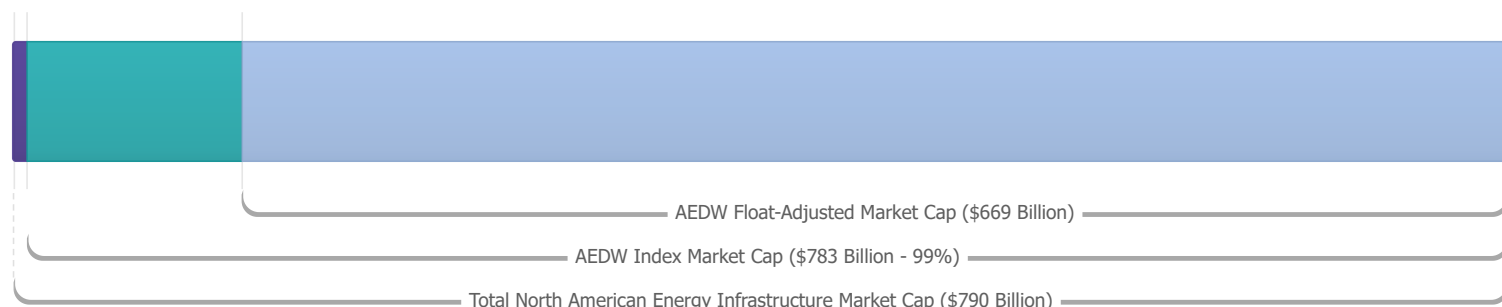 AEDW Float-Adjusted Market Cap ($669 Billion)
AEDW Index Market Cap ($783 Billion - 99%)
Total North American Energy Infrastructure Market Cap ($790 Billion)